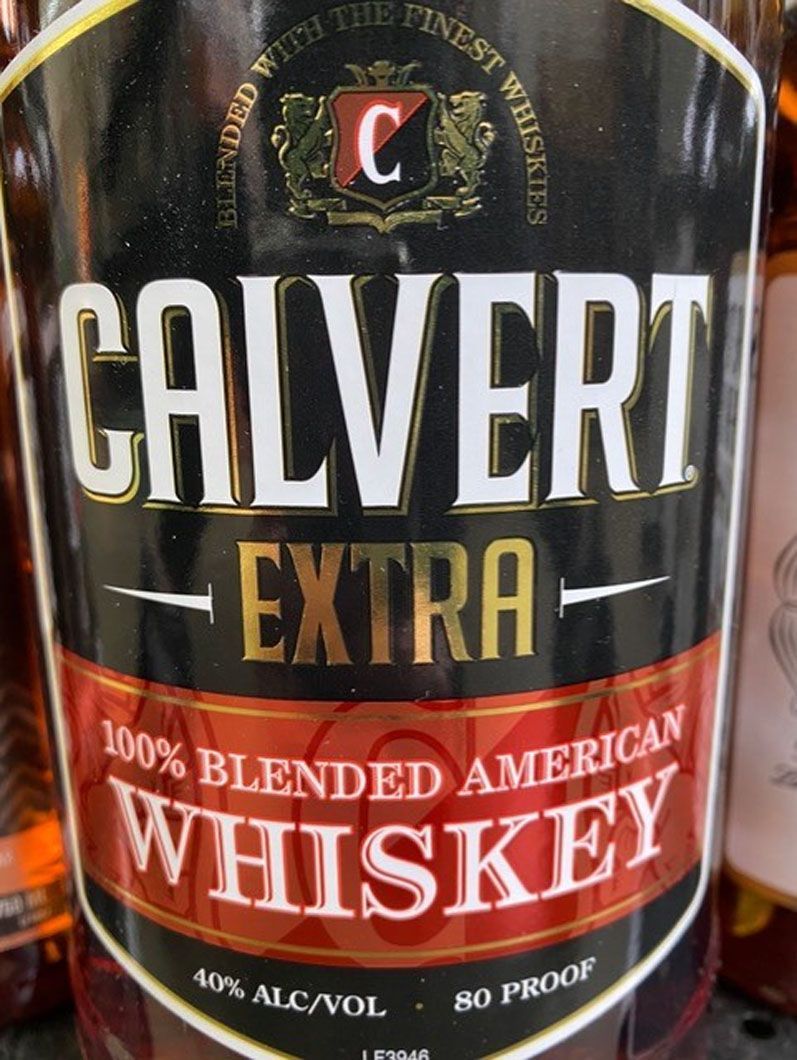 BLENDED WITH THE FINEST WHISKIES
C
CALVERT®
EXTRA
100% BLENDED AMERICAN
WHISKEY
40% ALC/VOL · 80 PROOF
LF3946